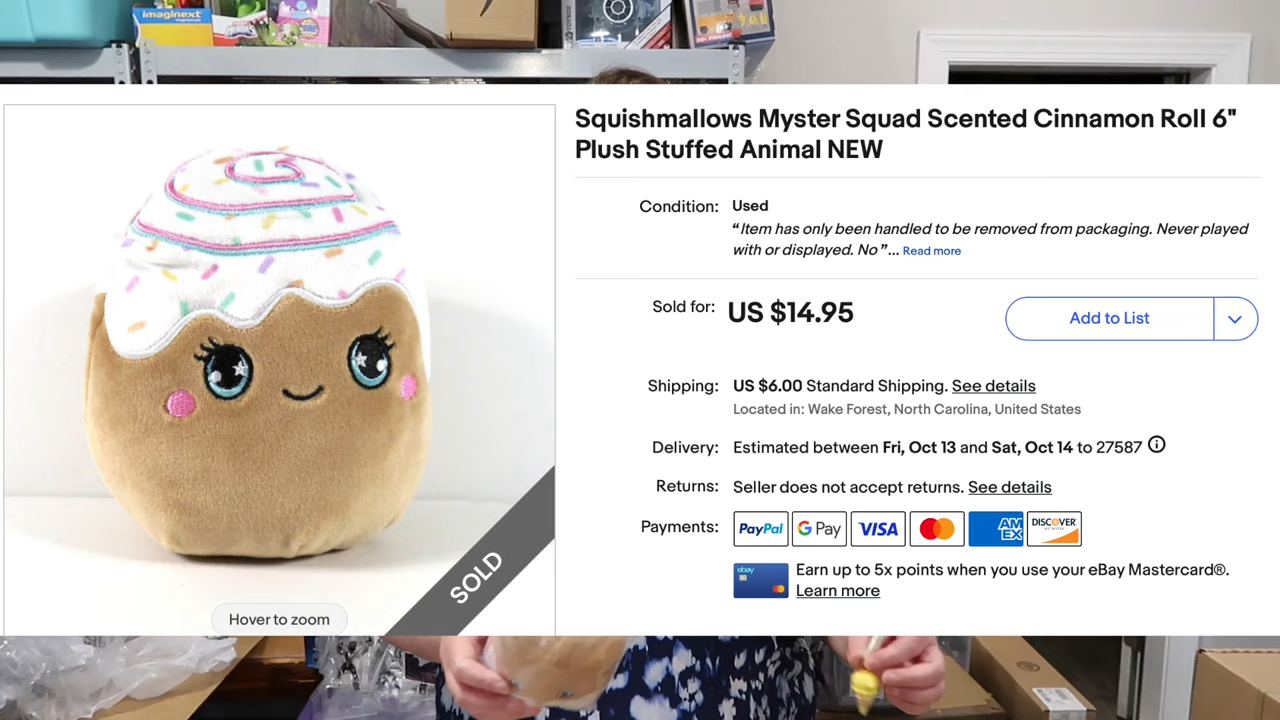 imaginext
HEROES
Squishmallows Myster Squad Scented Cinnamon Roll 6"
Plush Stuffed Animal NEW
Condition: Used
“Item has only been handled to be removed from packaging. Never played
with or displayed. No”... Read more
Sold for: US $14.95
Add to List
Shipping: US $6.00 Standard Shipping. See details
Located in: Wake Forest, North Carolina, United States
Delivery: Estimated between Fri, Oct 13 and Sat, Oct 14 to 27587
Returns: Seller does not accept returns. See details
Payments: PayPal G Pay VISA AM EX DISCOVER
ebay
Earn up to 5x points when you use your eBay Mastercard®.
Learn more
SOLD
Hover to zoom